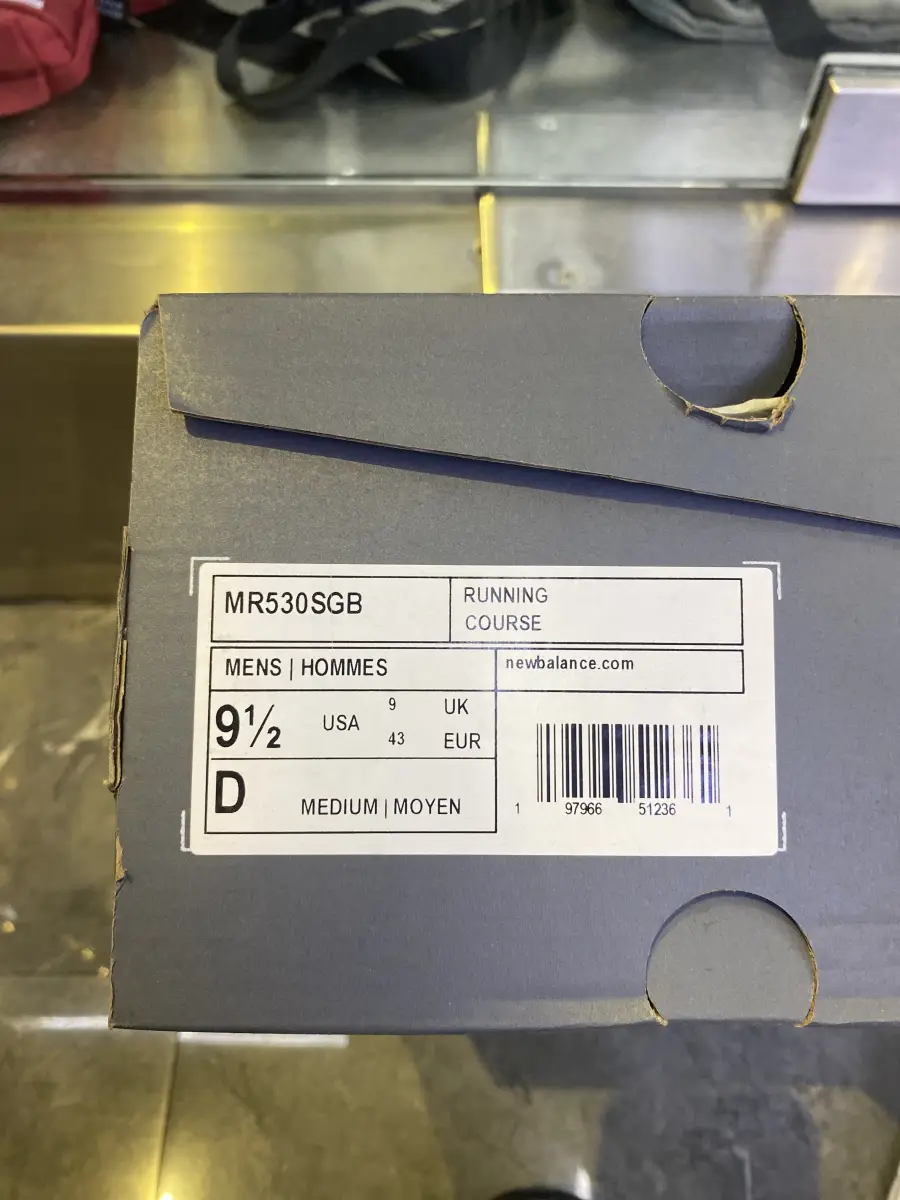 MR530SGB
RUNNING
COURSE
MENS | HOMMES
newbalance.com
9½ USA 9 UK
43 EUR
D MEDIUM | MOYEN
1 97966 51236 1